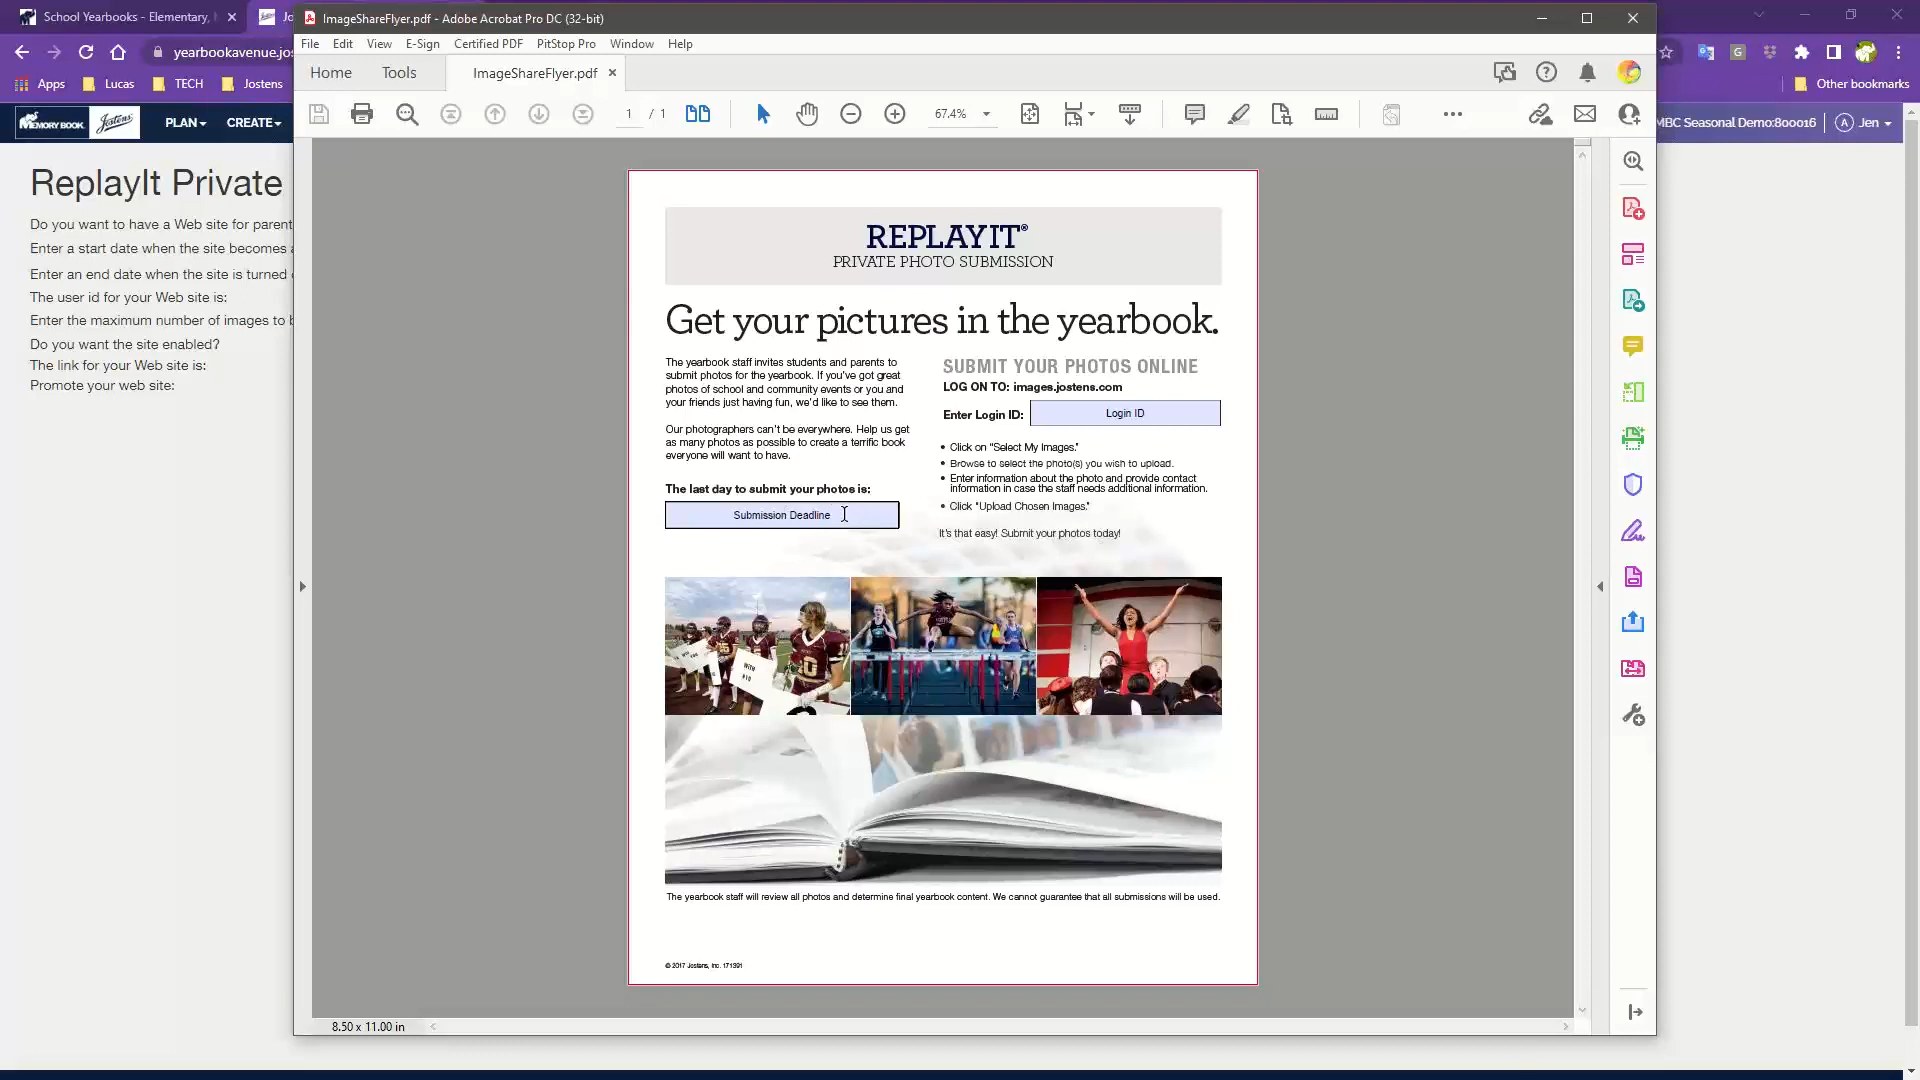 School Yearbooks - Elementary,
Jo
ImageShareFlyer.pdf - Adobe Acrobat Pro DC (32-bit)
File Edit View E-Sign Certified PDF PitStop Pro Window Help
yearbookavenue.jos
Home Tools ImageShareFlyer.pdf
Apps Lucas TECH Jostens
Other bookmarks
1 / 1
67.4%
MEMORY BOOK Jostens PLAN CREATE
MBC Seasonal Demo:800016 A Jen
ReplayIt Private
Do you want to have a Web site for parent
Enter a start date when the site becomes a
Enter an end date when the site is turned
The user id for your Web site is:
Enter the maximum number of images to b
Do you want the site enabled?
The link for your Web site is:
Promote your web site:
REPLAYIT®
PRIVATE PHOTO SUBMISSION
Get your pictures in the yearbook.
The yearbook staff invites students and parents to
submit photos for the yearbook. If you've got great
photos of school and community events or you and
your friends just having fun, we'd like to see them.
Our photographers can't be everywhere. Help us get
as many photos as possible to create a terrific book
everyone will want to have.
The last day to submit your photos is:
Submission Deadline
SUBMIT YOUR PHOTOS ONLINE
LOG ON TO: images.jostens.com
Enter Login ID: Login ID
• Click on "Select My Images."
• Browse to select the photo(s) you wish to upload.
• Enter information about the photo and provide contact
information in case the staff needs additional information.
• Click "Upload Chosen Images."
It's that easy! Submit your photos today!
WITH
#10
The yearbook staff will review all photos and determine final yearbook content. We cannot guarantee that all submissions will be used.
© 2017 Jostens, Inc. 171391
8.50 x 11.00 in